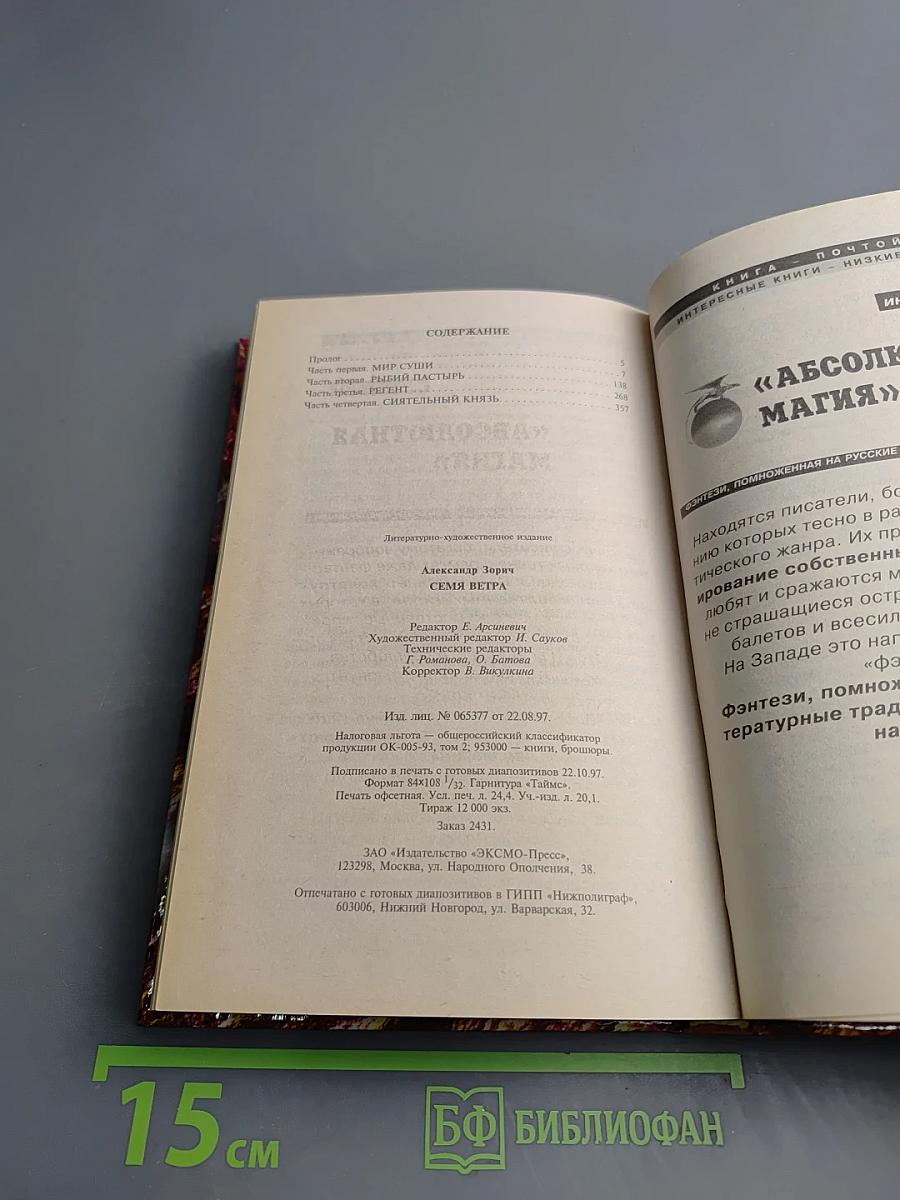 СОДЕРЖАНИЕ
Пролог . . . 5
Часть первая. МИР СУШИ . . . 7
Часть вторая. РЫБИЙ ПАСТЫРЬ . . . 138
Часть третья. РЕГЕНТ . . . 268
Часть четвертая. СИЯТЕЛЬНЫЙ КНЯЗЬ . . . 357
Литературно-художественное издание
Александр Зорич
СЕМЯ ВЕТРА
Редактор Е. Арсиневич
Художественный редактор И. Сауков
Технические редакторы
Г. Романова, О. Батова
Корректор В. Викулкина
Изд. лиц. № 065377 от 22.08.97.
Налоговая льгота — общероссийский классификатор
продукции ОК-005-93, том 2; 953000 — книги, брошюры.
Подписано в печать с готовых диапозитивов 22.10.97.
Формат 84×108 1/32. Гарнитура «Таймс».
Печать офсетная. Усл. печ. л. 24,4. Уч.-изд. л. 20,1.
Тираж 12 000 экз.
Заказ 2431.
ЗАО «Издательство «ЭКСМО-Пресс»,
123298, Москва, ул. Народного Ополчения, 38.
Отпечатано с готовых диапозитивов в ГИПП «Нижполиграф»,
603006, Нижний Новгород, ул. Варварская, 32.
КНИГА – ПОЧТОЙ
ИНТЕРЕСНЫЕ КНИГИ – НИЗКИЕ
«АБСОЛЮ
МАГИЯ»
ФЭНТЕЗИ, ПОМНОЖЕННАЯ НА РУССКИЕ
Находятся писатели, бо
нию которых тесно в ра
тического жанра. Их пр
ирование собственны
любят и сражаются м
не страшащиеся остр
балетов и всесил
На Западе это наг
«фэ
Фэнтези, помнож
тературные трад
на
15 см
БФ БИБЛИОФАН